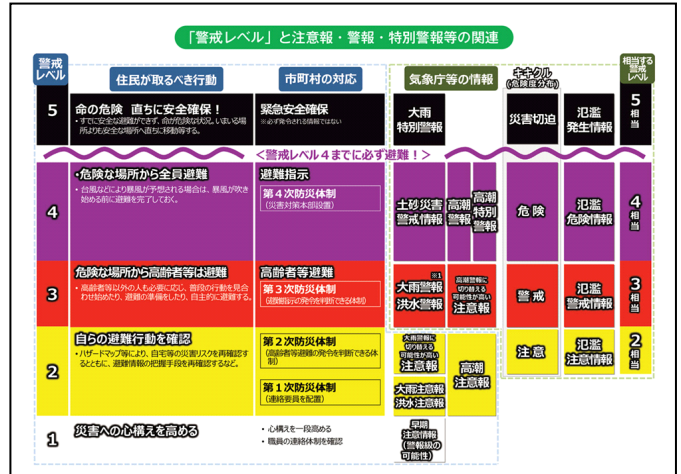 「警戒レベル」と注意報・警報・特別警報等の関連
警戒
レベル
住民が取るべき行動
市町村の対応
気象庁等の情報
キキクル
(危険度分布)
相当する
警戒
レベル
5
命の危険 直ちに安全確保！
・すでに安全な避難ができず、命が危険な状況。いまいる場
所よりも安全な場所へ直ちに移動等する。
緊急安全確保
※必ず発令される情報ではない
大雨
特別警報
災害切迫
氾濫
発生情報
5
相当
＜警戒レベル４までに必ず避難！＞
4
・危険な場所から全員避難
・台風などにより暴風が予想される場合は、暴風が吹き
始める前に避難を完了しておく。
避難指示
第４次防災体制
(災害対策本部設置)
土砂災害
警戒情報
高潮
警報
高潮
特別
警報
危険
氾濫
危険情報
4
相当
3
危険な場所から高齢者等は避難
・高齢者等以外の人も必要に応じ、普段の行動を見合
わせ始めたり、避難の準備をしたり、自主的に避難する。
高齢者等避難
第３次防災体制
(避難指示の発令を判断できる体制)
※1
大雨警報
洪水警報
高潮警報に
切り替える
可能性が高い
注意報
警戒
氾濫
警戒情報
3
相当
2
自らの避難行動を確認
・ハザードマップ等により、自宅等の災害リスクを再確認す
るとともに、避難情報の把握手段を再確認するなど。
第２次防災体制
(高齢者等避難の発令を判断できる体
制)
第１次防災体制
(連絡要員を配置)
大雨警報に
切り替える
可能性が高い
注意報
大雨注意報
洪水注意報
高潮
注意報
注意
氾濫
注意情報
2
相当
1
災害への心構えを高める
・心構えを一段高める
・職員の連絡体制を確認
早期
注意情報
(警報級の
可能性)